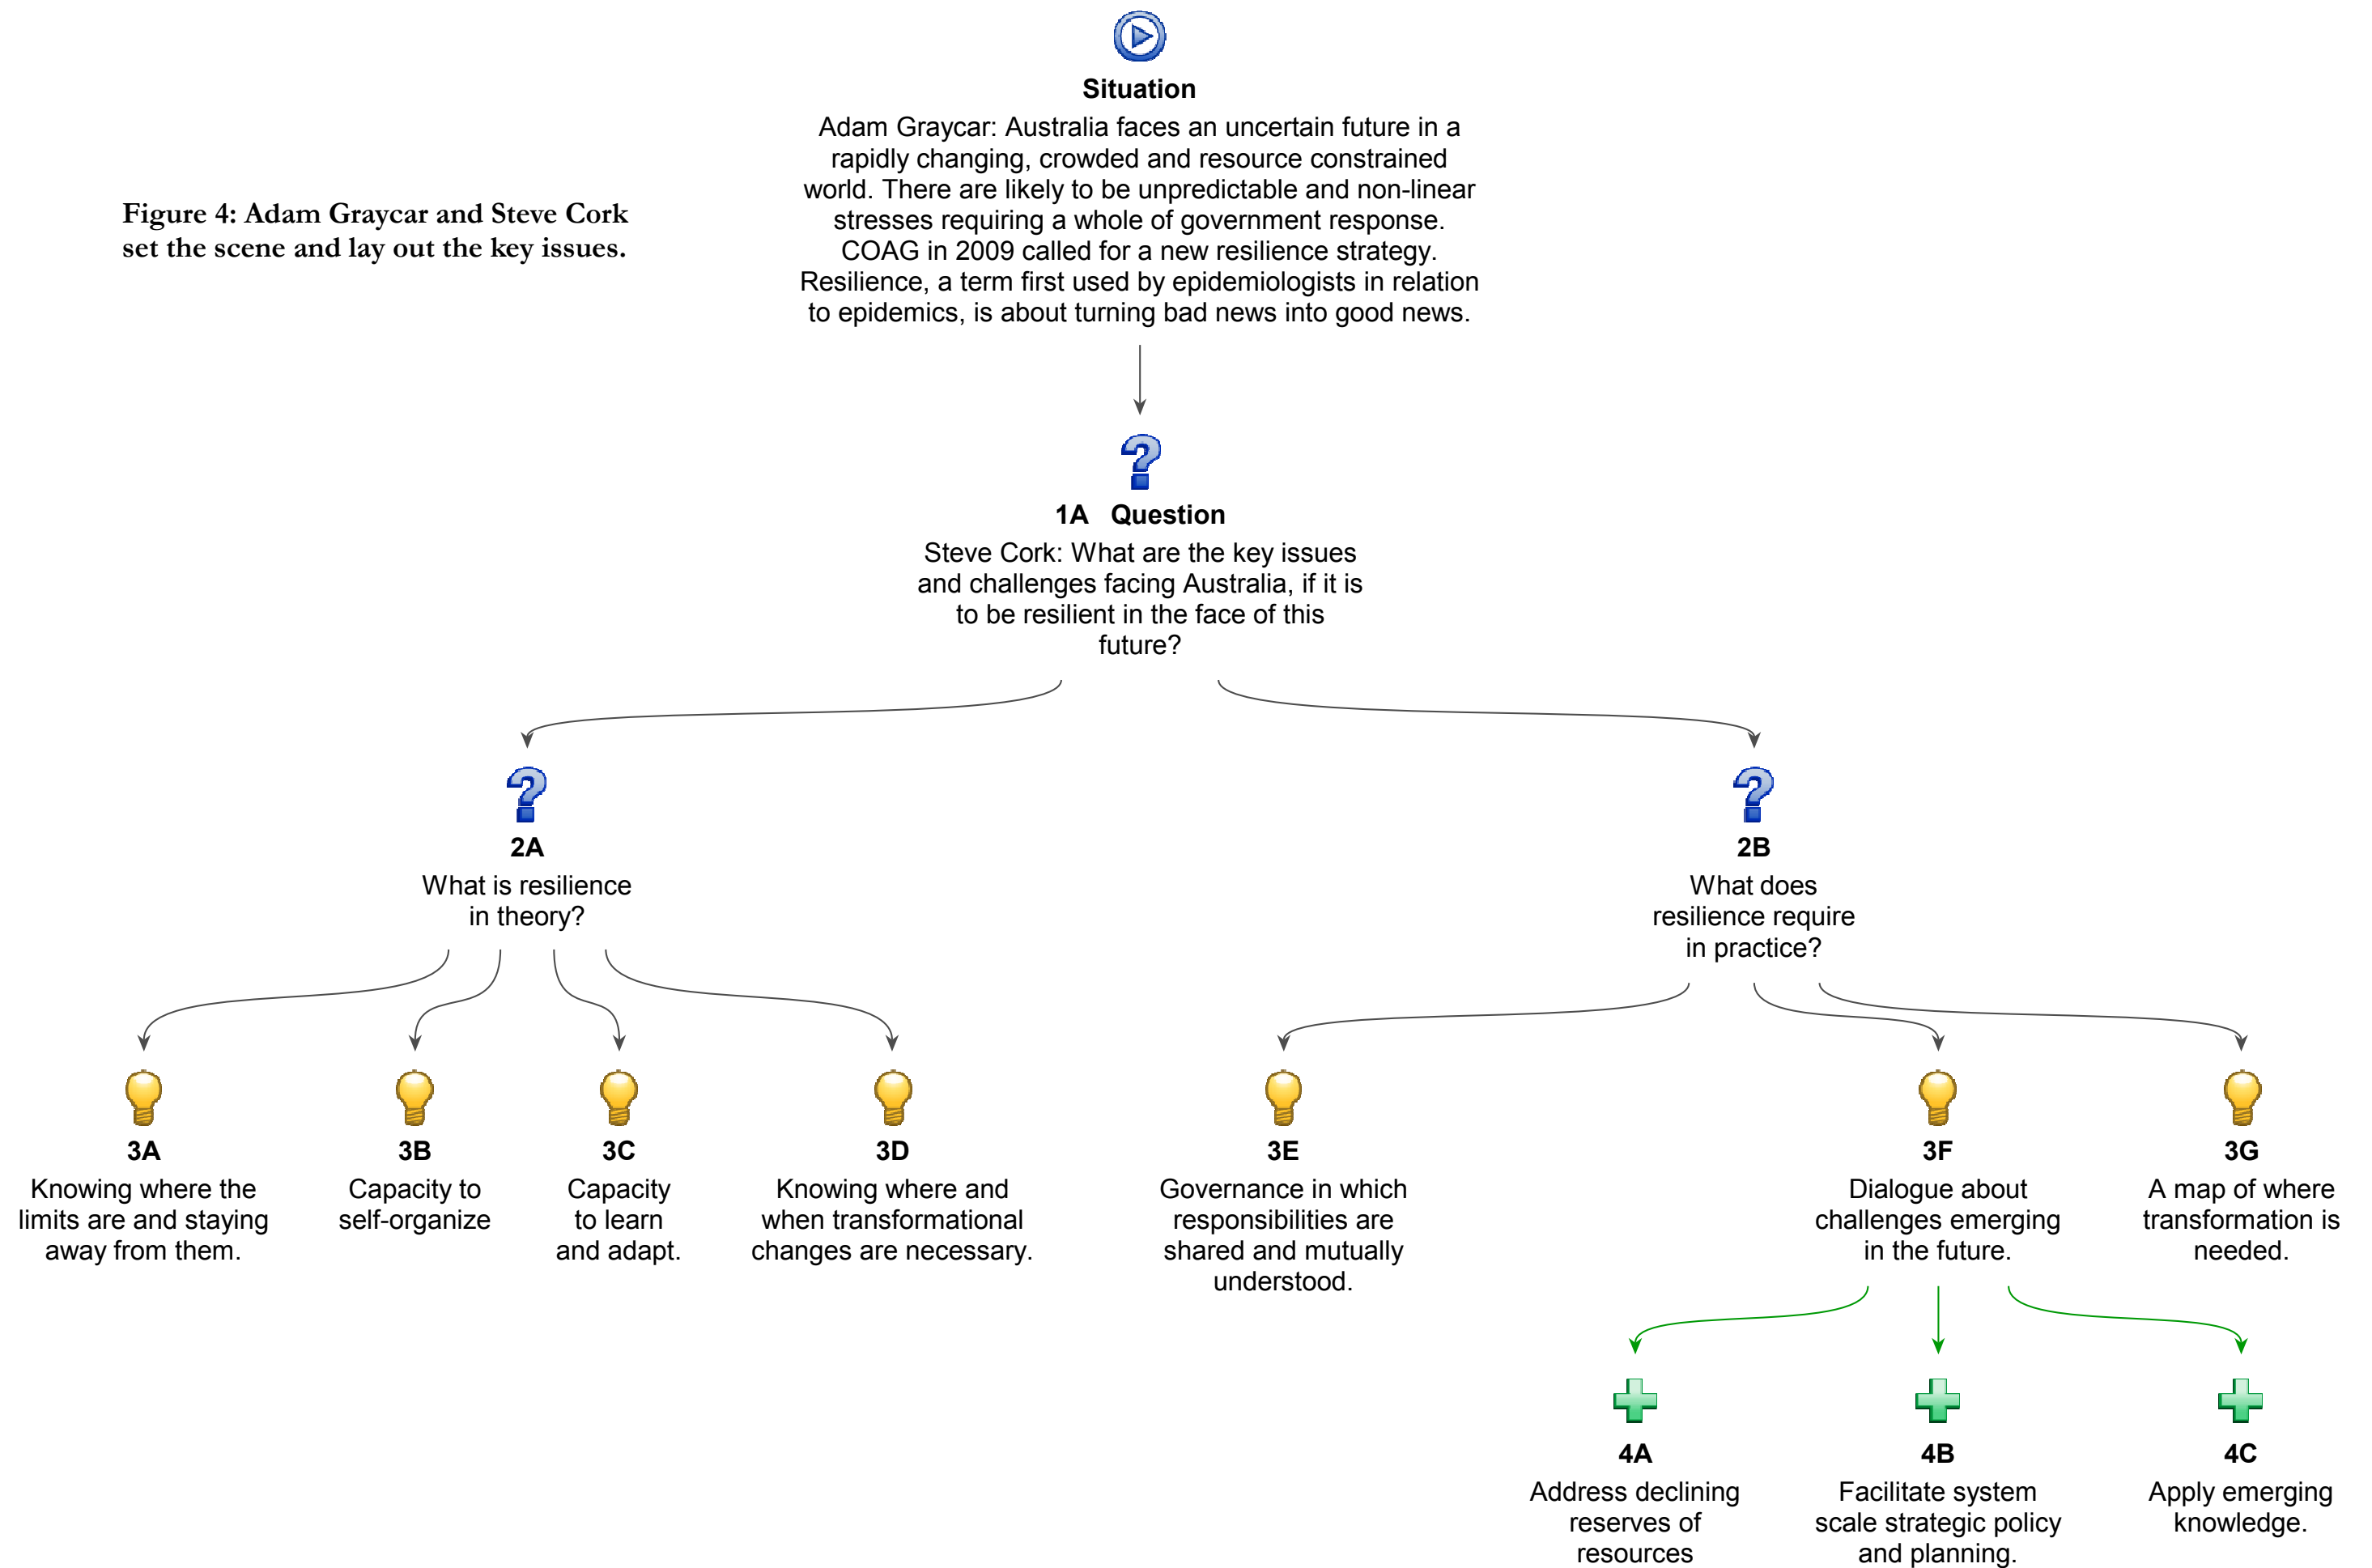 Situation
Adam Graycar: Australia faces an uncertain future in a
rapidly changing, crowded and resource constrained
world. There are likely to be unpredictable and non-linear
stresses requiring a whole of government response.
COAG in 2009 called for a new resilience strategy.
Resilience, a term first used by epidemiologists in relation
to epidemics, is about turning bad news into good news.
Figure 4: Adam Graycar and Steve Cork
set the scene and lay out the key issues.
1A Question
Steve Cork: What are the key issues
and challenges facing Australia, if it is
to be resilient in the face of this
future?
2A
What is resilience
in theory?
2B
What does
resilience require
in practice?
3A
Knowing where the
limits are and staying
away from them.
3B
Capacity to
self-organize
3C
Capacity
to learn
and adapt.
3D
Knowing where and
when transformational
changes are necessary.
3E
Governance in which
responsibilities are
shared and mutually
understood.
3F
Dialogue about
challenges emerging
in the future.
3G
A map of where
transformation is
needed.
4A
Address declining
reserves of
resources
4B
Facilitate system
scale strategic policy
and planning.
4C
Apply emerging
knowledge.